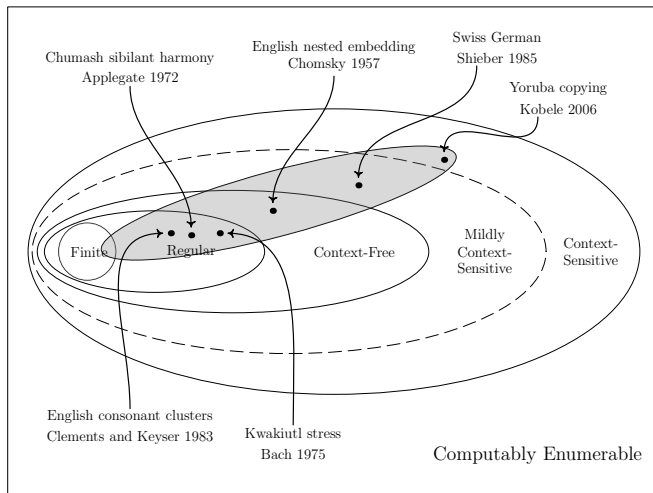 Swiss German
Shieber 1985
English nested embedding
Chomsky 1957
Chumash sibilant harmony
Applegate 1972
Yoruba copying
Kobele 2006
Finite
Regular
Context-Free
Mildly
Context-
Sensitive
Context-
Sensitive
English consonant clusters
Clements and Keyser 1983
Kwakiutl stress
Bach 1975
Computably Enumerable